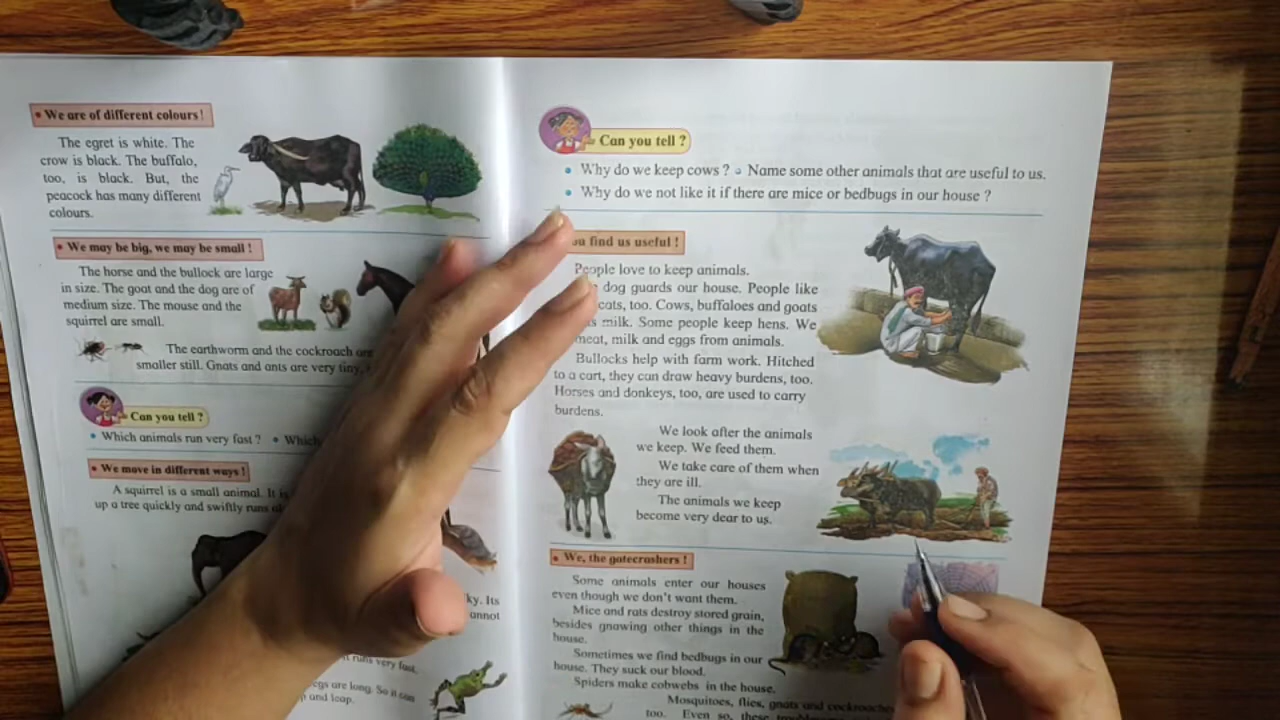 • We are of different colours !
The egret is white. The
crow is black. The buffalo,
too, is black. But, the
peacock has many different
colours.
• We may be big, we may be small !
The horse and the bullock are large
in size. The goat and the dog are of
medium size. The mouse and the
squirrel are small.
The earthworm and the cockroach are
smaller still. Gnats and ants are very tiny,
Can you tell ?
• Which animals run very fast ? • Which
• We move in different ways !
A squirrel is a small animal. It is
up a tree quickly and swiftly runs
ky. Its
annot
runs very fast.
egs are long. So it can
p and leap.
Can you tell ?
• Why do we keep cows ? • Name some other animals that are useful to us.
• Why do we not like it if there are mice or bedbugs in our house ?
ou find us useful !
People love to keep animals.
dog guards our house. People like
cats, too. Cows, buffaloes and goats
us milk. Some people keep hens. We
meat, milk and eggs from animals.
Bullocks help with farm work. Hitched
to a cart, they can draw heavy burdens, too.
Horses and donkeys, too, are used to carry
burdens.
We look after the animals
we keep. We feed them.
We take care of them when
they are ill.
The animals we keep
become very dear to us.
• We, the gatecrashers !
Some animals enter our houses
even though we don't want them.
Mice and rats destroy stored grain,
besides gnawing other things in the
house.
Sometimes we find bedbugs in our
house. They suck our blood.
Spiders make cobwebs in the house.
Mosquitoes, flies, gnats and cockroaches
too. Even so, these